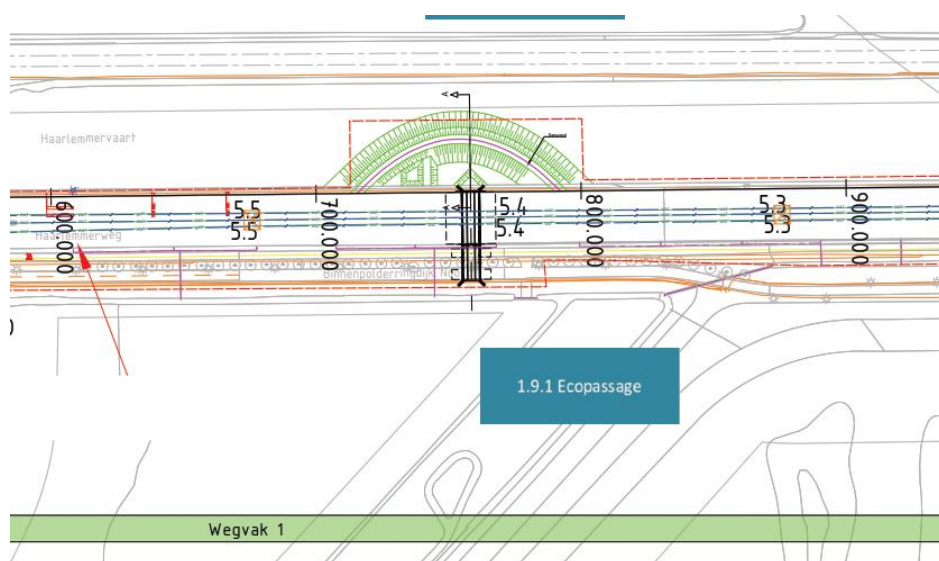 Haarlemmervaart
A
A
600.000
5.5
5.5
700.000
5.4
5.4
800.000
5.3
5.3
900.000
Haarlemmerweg
Binnenpolderringdijk No
1.9.1 Ecopassage
Wegvak 1